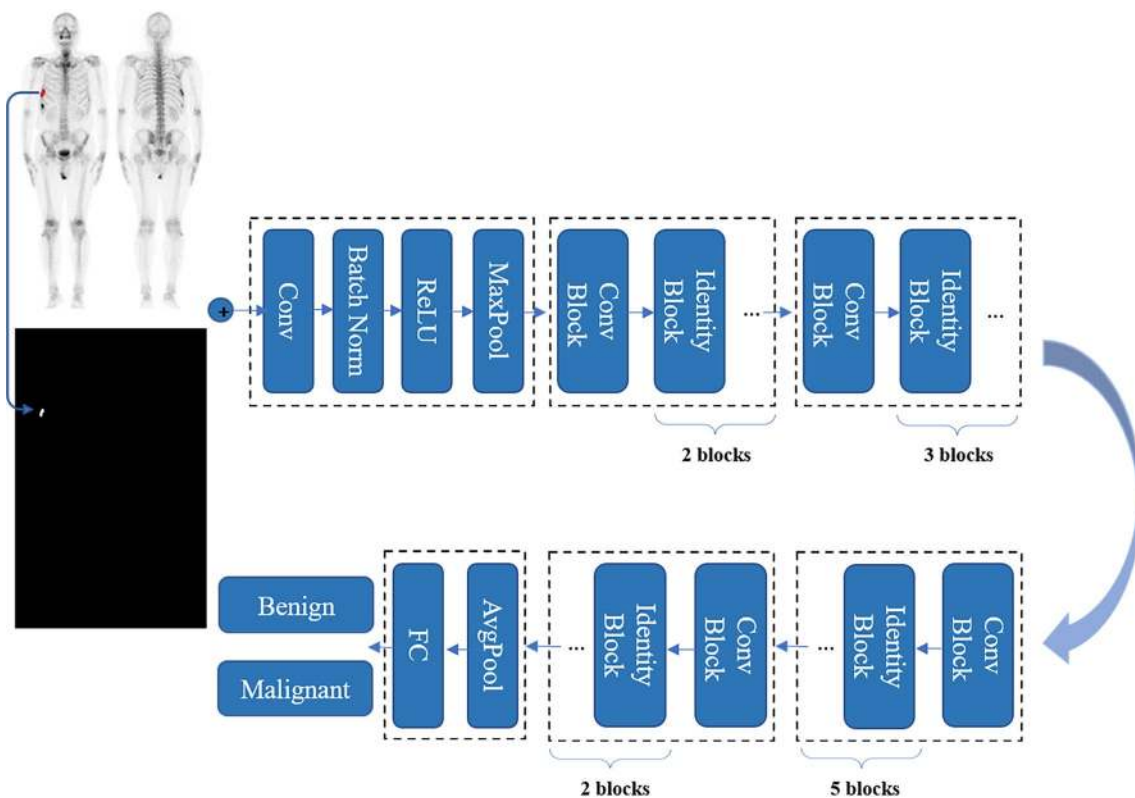 +
Conv
Batch Norm
ReLU
MaxPool
Conv
Block
Identity
Block
...
Conv
Block
Identity
Block
...
2 blocks
3 blocks
Conv
Block
Identity
Block
...
Conv
Block
Identity
Block
...
AvgPool
FC
Benign
Malignant
2 blocks
5 blocks